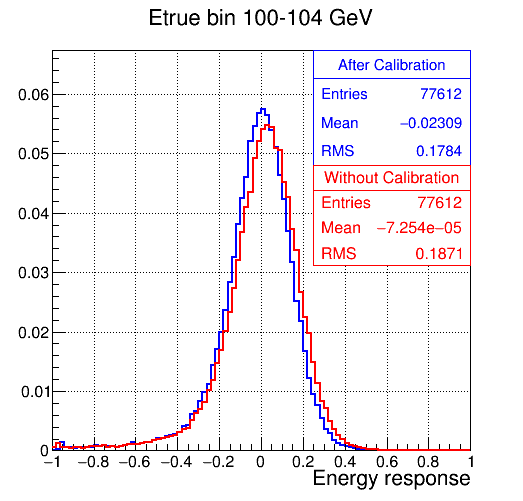 Etrue bin 100-104 GeV
After Calibration
Entries 77612
Mean −0.02309
RMS 0.1784
Without Calibration
Entries 77612
Mean −7.254e−05
RMS 0.1871
0.06
0.05
0.04
0.03
0.02
0.01
0
−1 −0.8 −0.6 −0.4 −0.2 0 0.2 0.4 0.6 0.8 1
Energy response